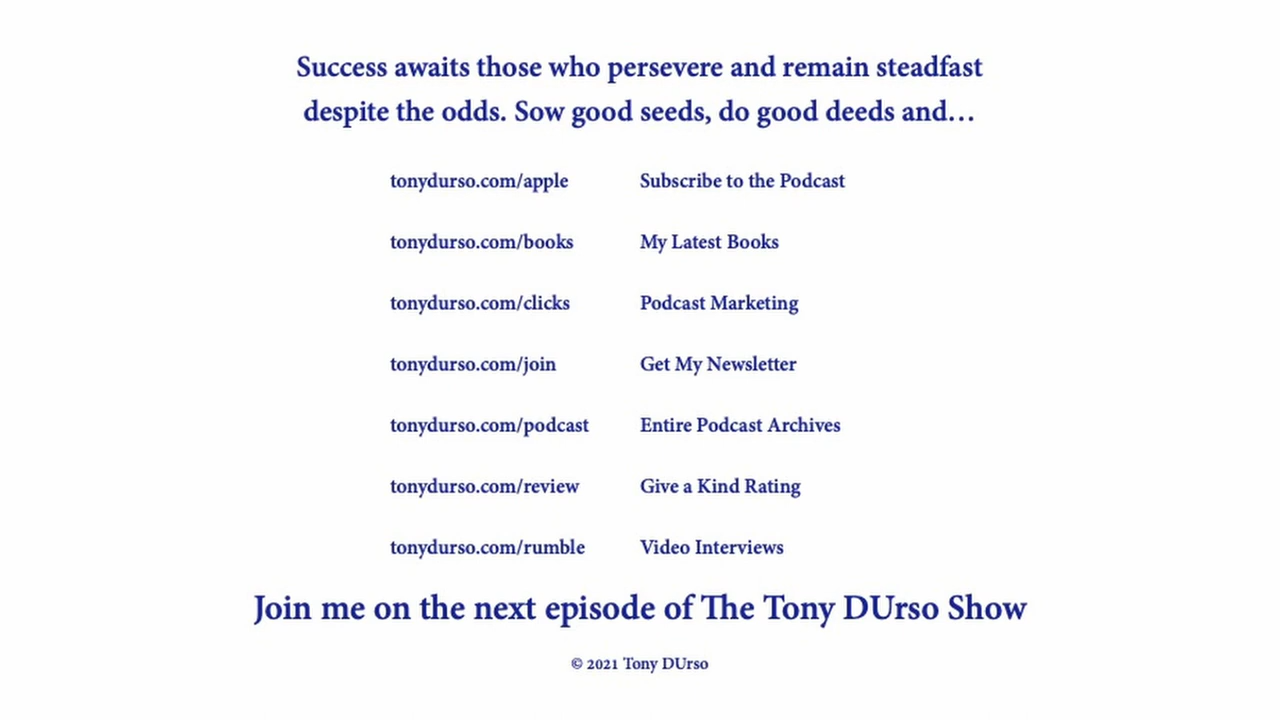 Success awaits those who persevere and remain steadfast
despite the odds. Sow good seeds, do good deeds and…
tonydurso.com/apple Subscribe to the Podcast
tonydurso.com/books My Latest Books
tonydurso.com/clicks Podcast Marketing
tonydurso.com/join Get My Newsletter
tonydurso.com/podcast Entire Podcast Archives
tonydurso.com/review Give a Kind Rating
tonydurso.com/rumble Video Interviews
Join me on the next episode of The Tony DUrso Show
© 2021 Tony DUrso